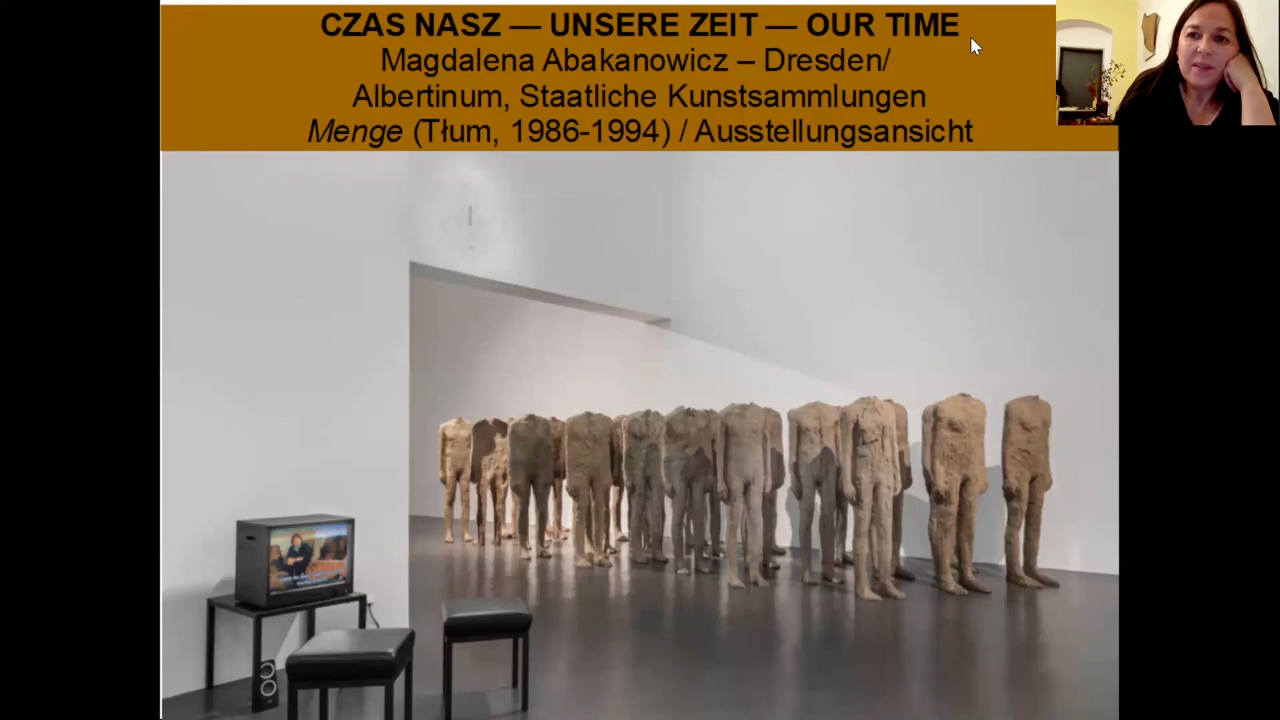 CZAS NASZ — UNSERE ZEIT — OUR TIME
Magdalena Abakanowicz – Dresden/
Albertinum, Staatliche Kunstsammlungen
Menge (Tłum, 1986-1994) / Ausstellungsansicht